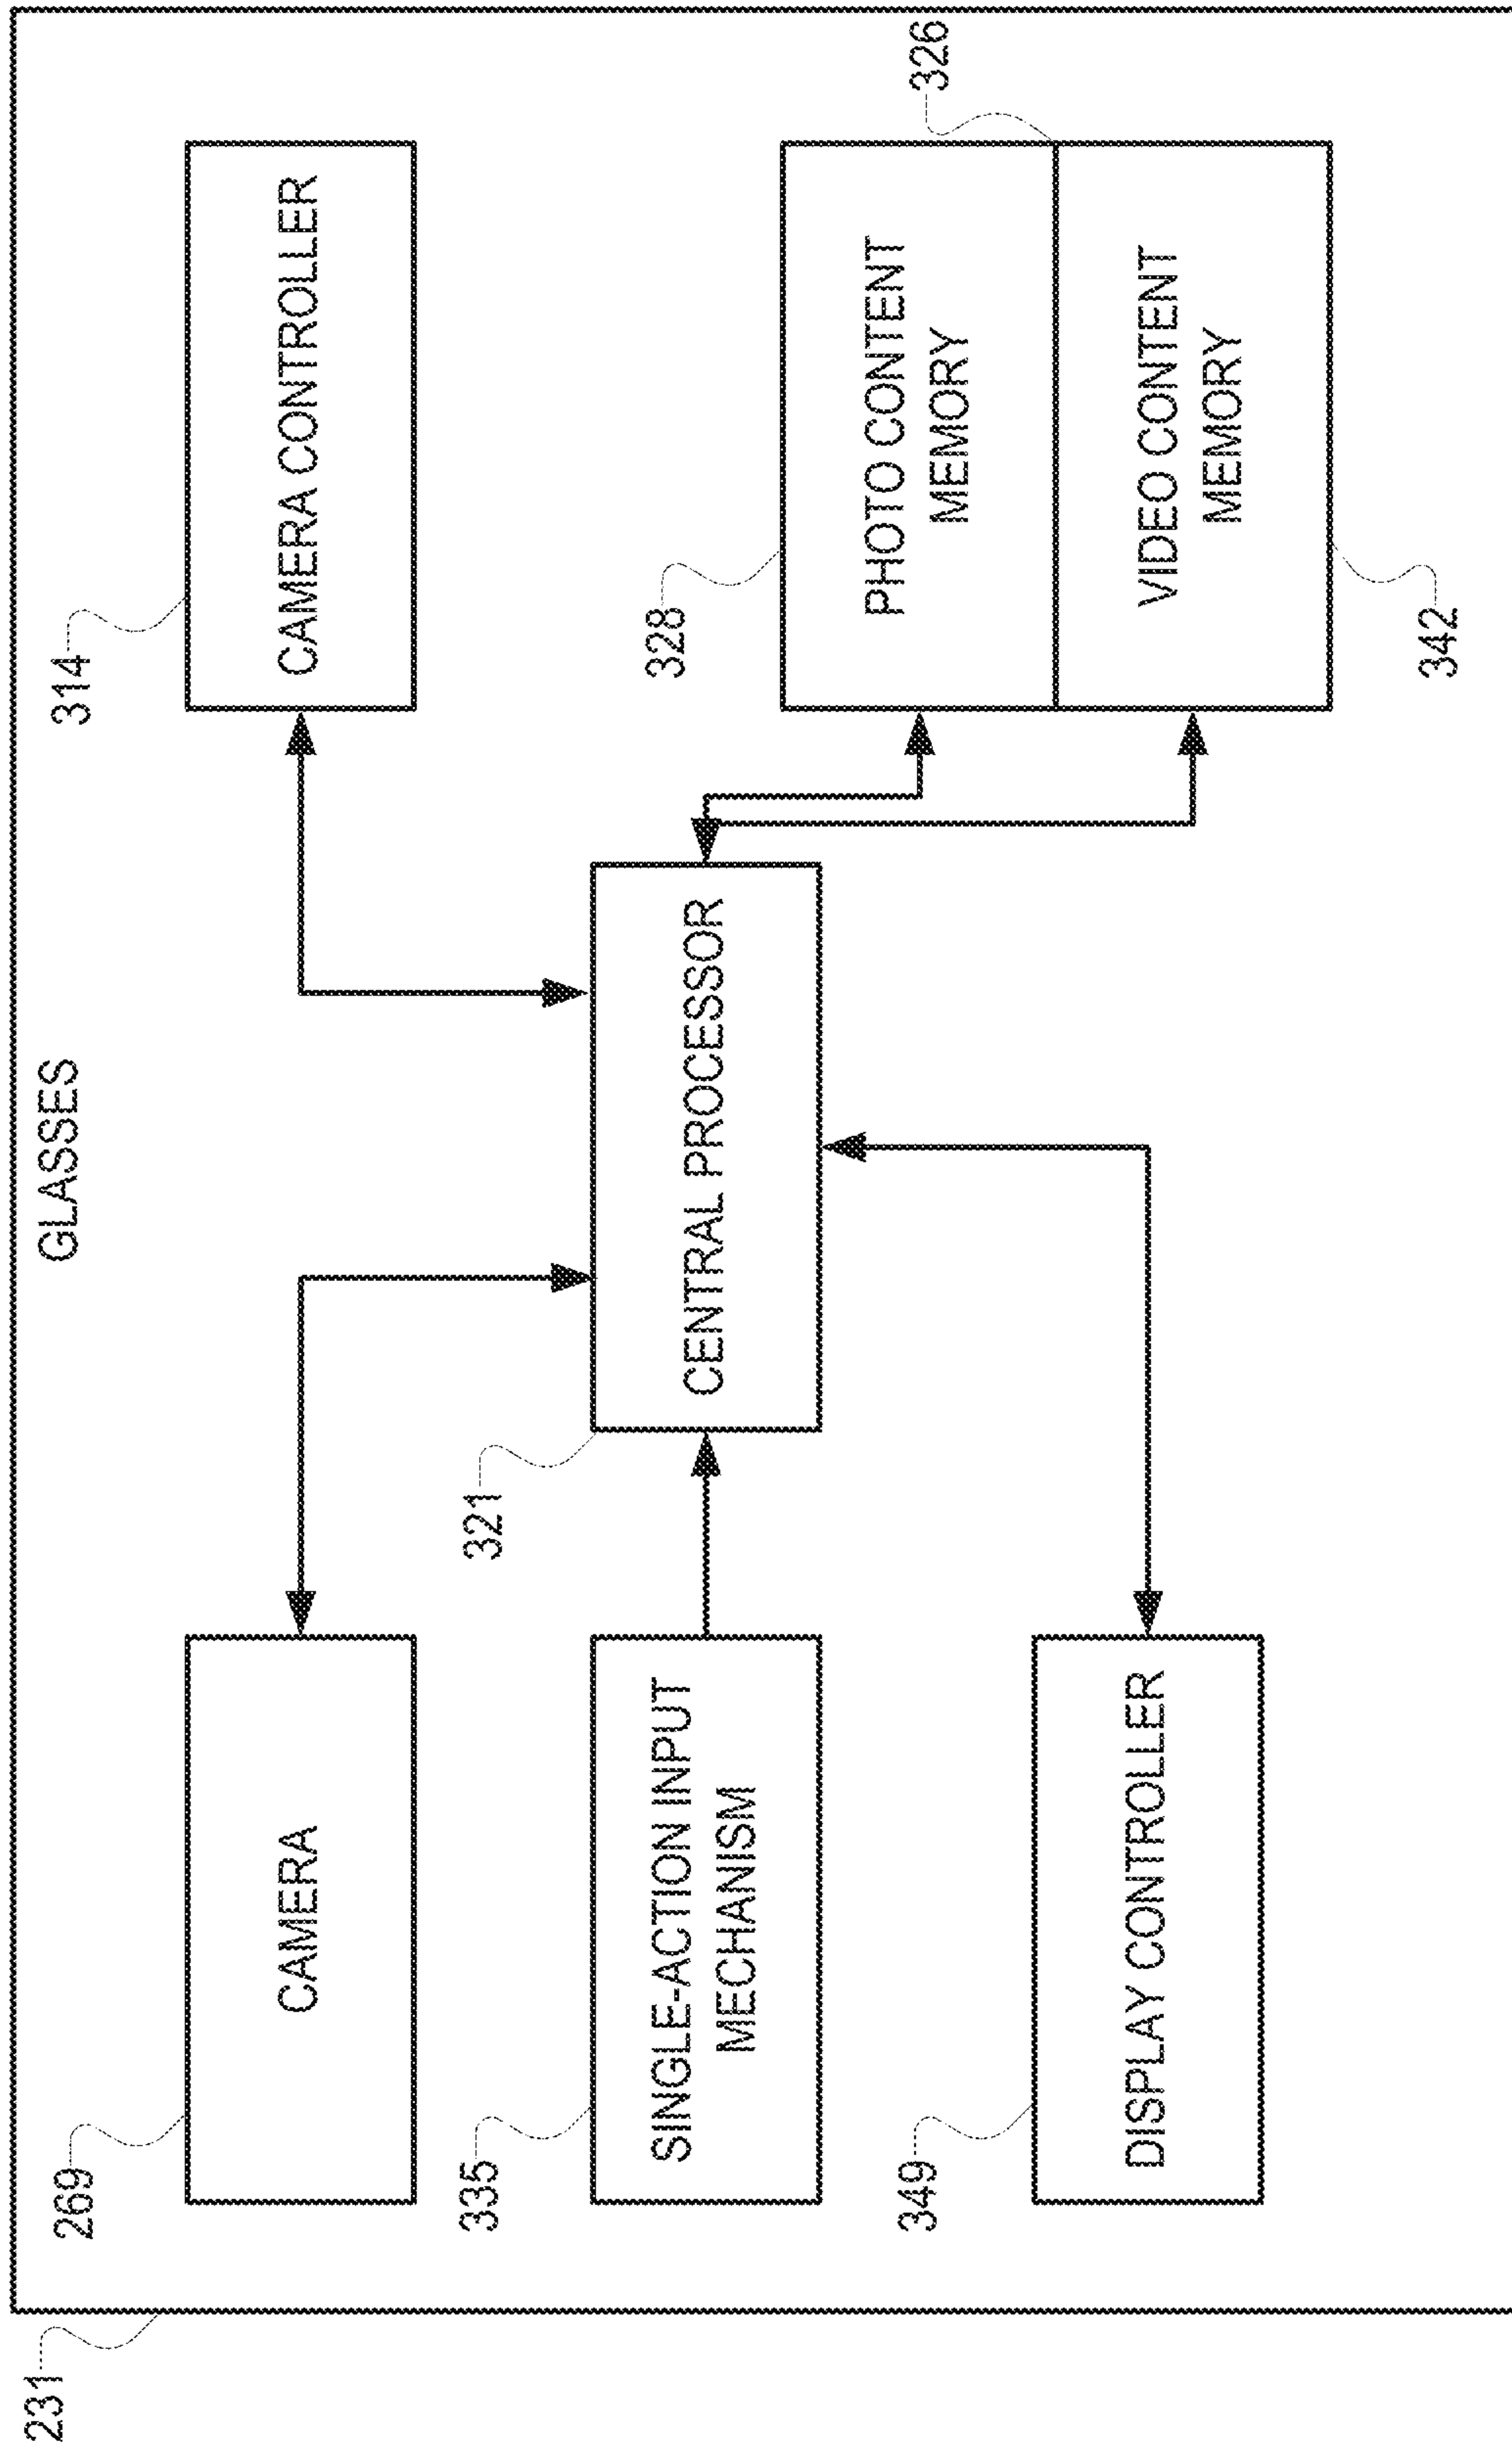 231
GLASSES
269
CAMERA
314
CAMERA CONTROLLER
335
SINGLE-ACTION INPUT
MECHANISM
321
CENTRAL PROCESSOR
328
PHOTO CONTENT
MEMORY
326
VIDEO CONTENT
MEMORY
342
349
DISPLAY CONTROLLER